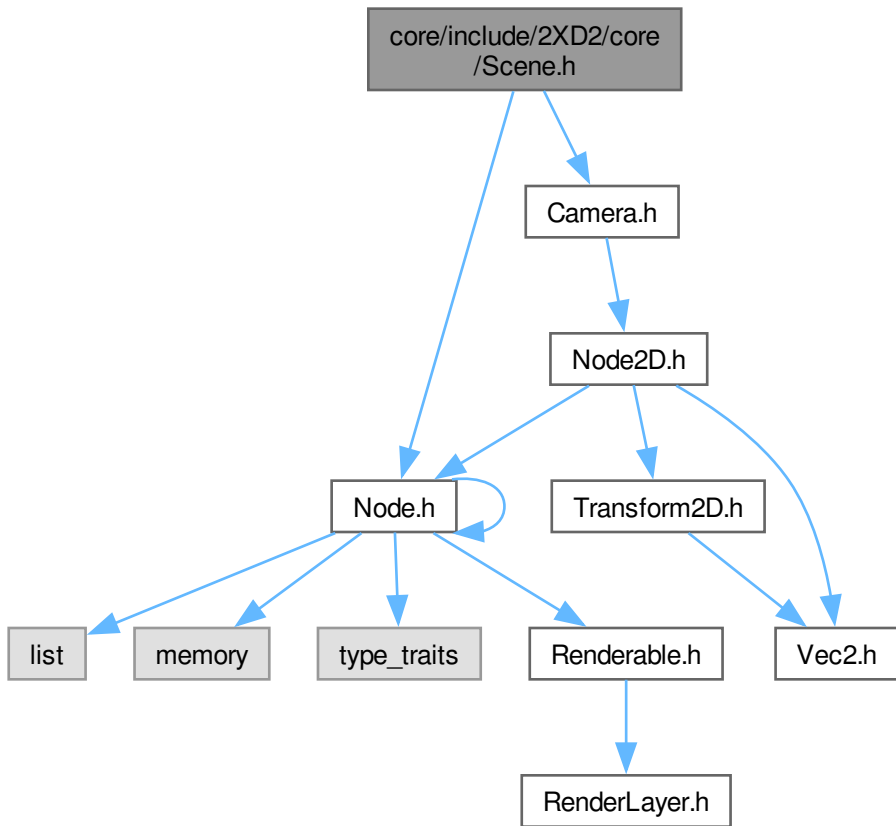 core/include/2XD2/core
/Scene.h
Camera.h
Node2D.h
Node.h
Transform2D.h
list
memory
type_traits
Renderable.h
Vec2.h
RenderLayer.h